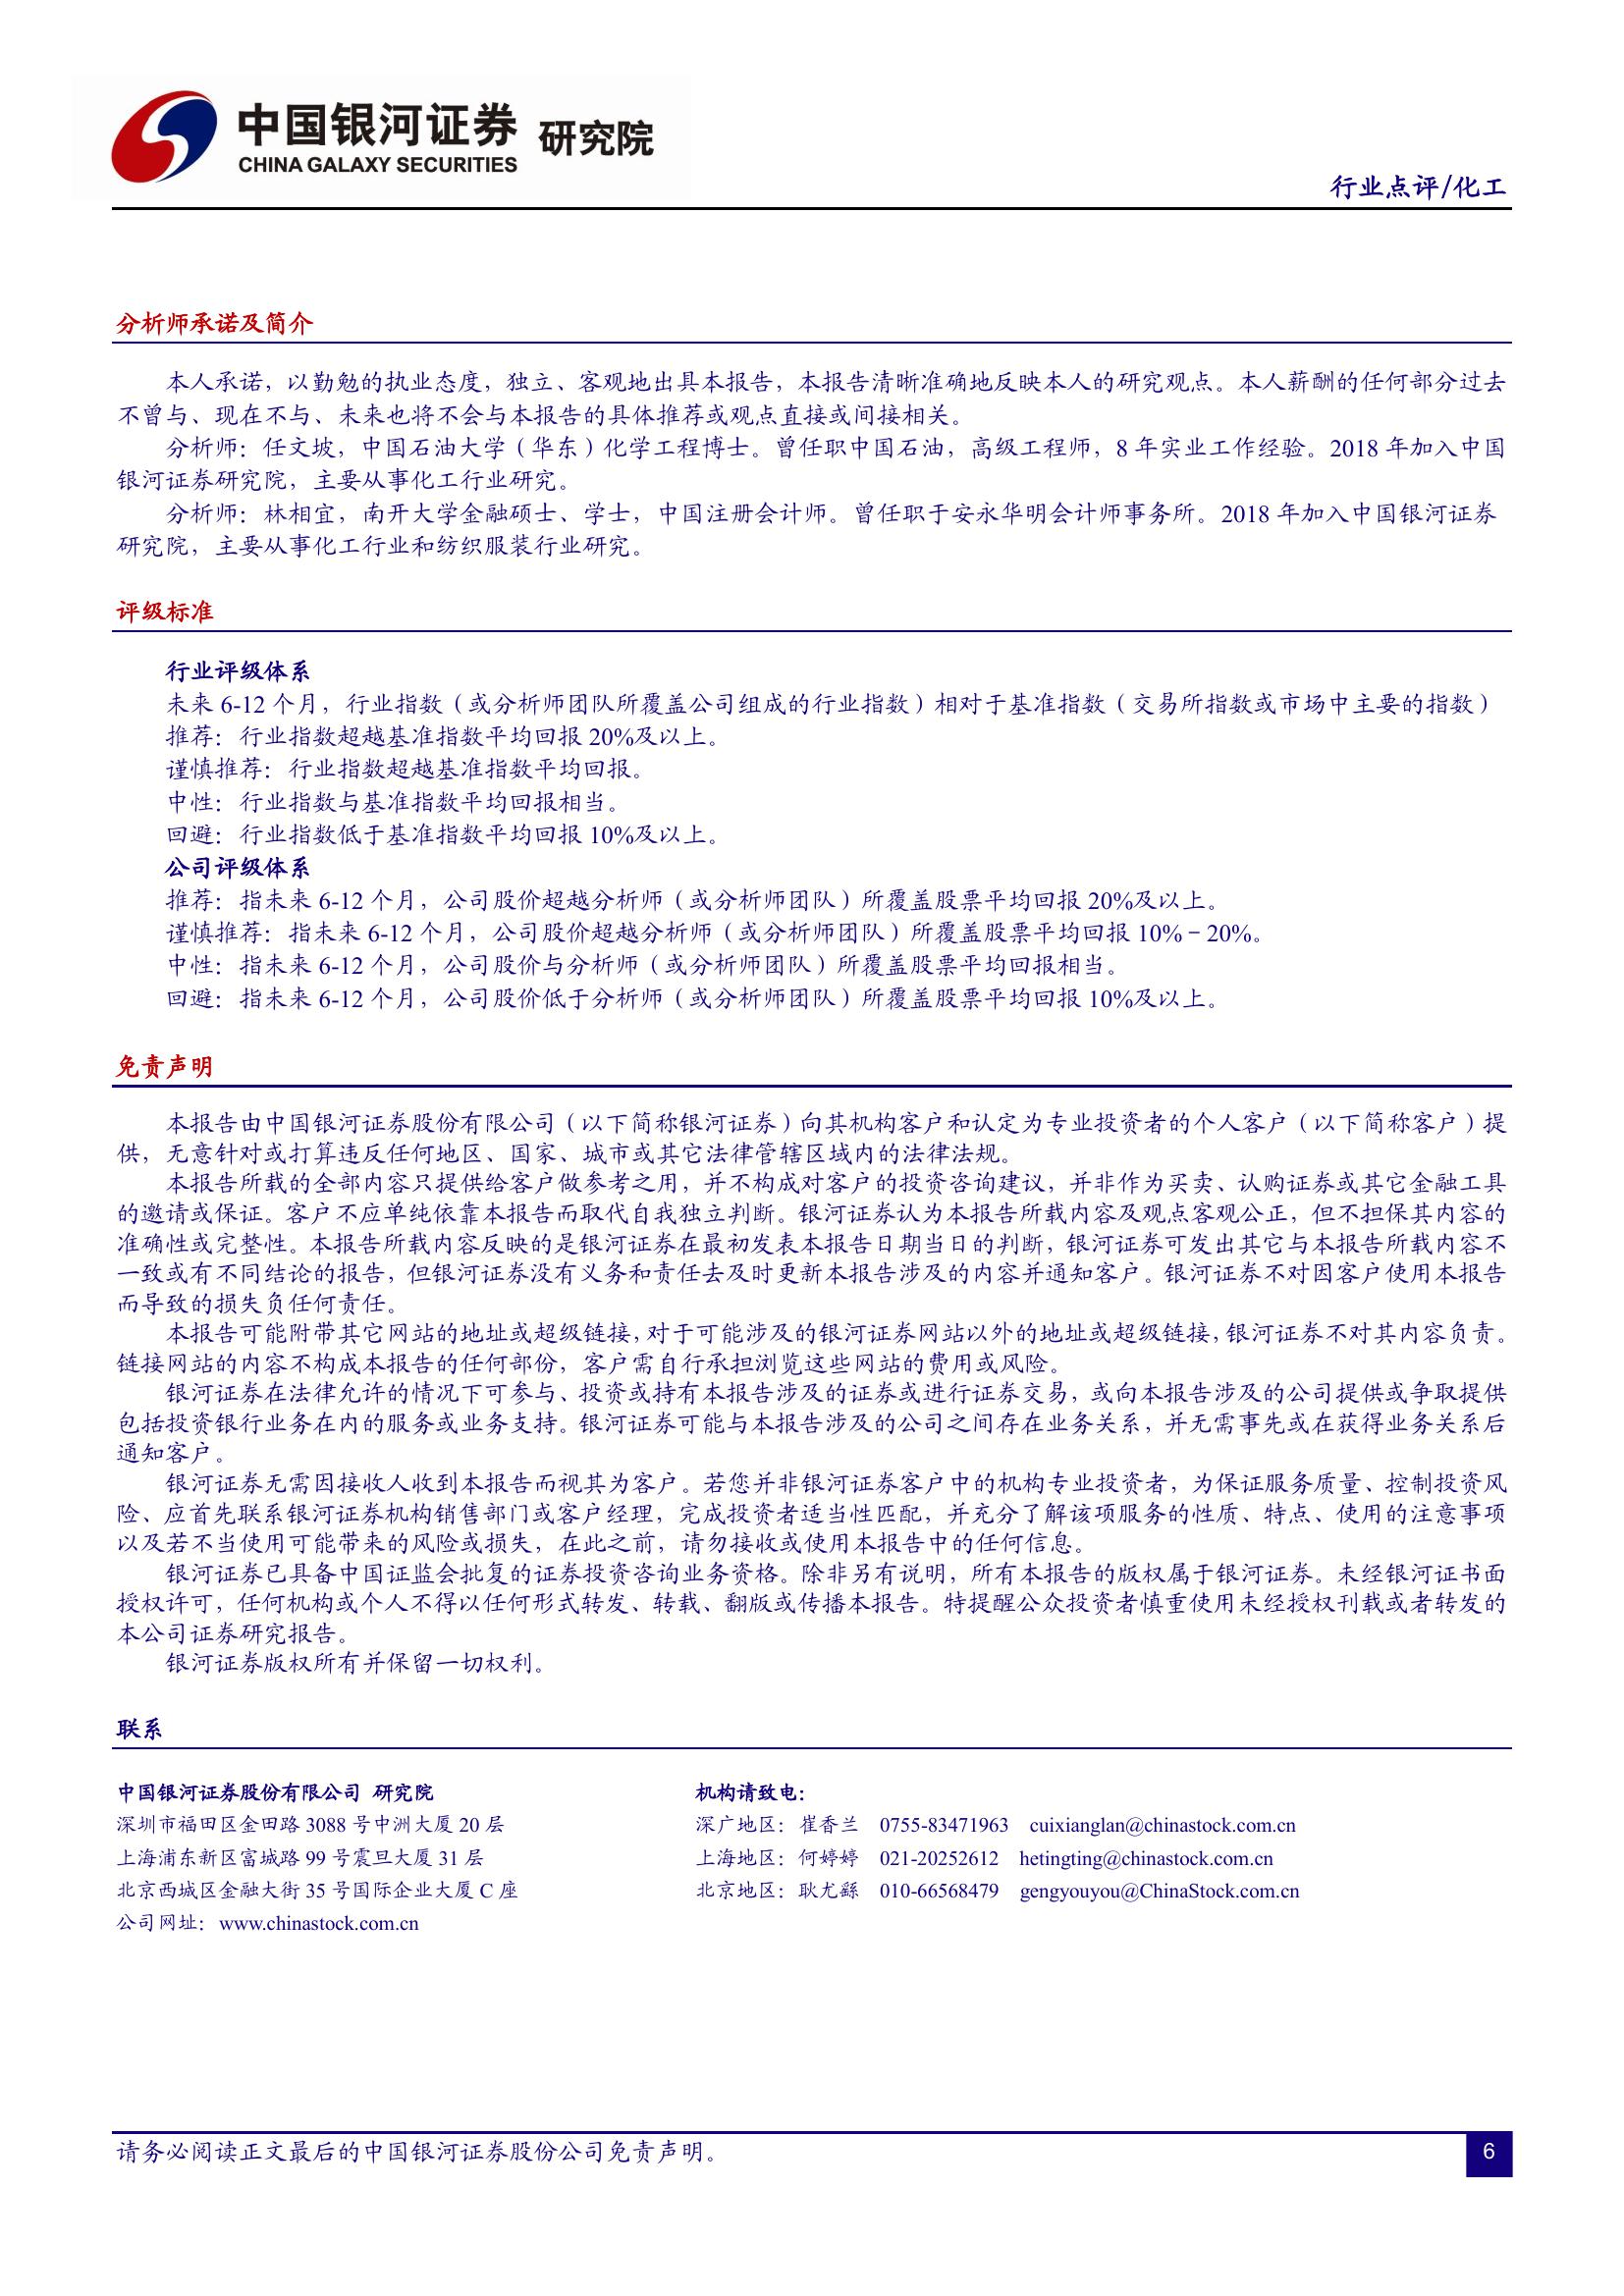 中国银河证券 研究院
CHINA GALAXY SECURITIES
行业点评/化工
分析师承诺及简介
本人承诺，以勤勉的执业态度，独立、客观地出具本报告，本报告清晰准确地反映本人的研究观点。本人薪酬的任何部分过去
不曾与、现在不与、未来也将不会与本报告的具体推荐或观点直接或间接相关。
分析师：任文坡，中国石油大学（华东）化学工程博士。曾任职中国石油，高级工程师，8 年实业工作经验。2018 年加入中国
银河证券研究院，主要从事化工行业研究。
分析师：林相宜，南开大学金融硕士、学士，中国注册会计师。曾任职于安永华明会计师事务所。2018 年加入中国银河证券
研究院，主要从事化工行业和纺织服装行业研究。
评级标准
行业评级体系
未来 6-12 个月，行业指数（或分析师团队所覆盖公司组成的行业指数）相对于基准指数（交易所指数或市场中主要的指数）
推荐：行业指数超越基准指数平均回报 20%及以上。
谨慎推荐：行业指数超越基准指数平均回报。
中性：行业指数与基准指数平均回报相当。
回避：行业指数低于基准指数平均回报 10%及以上。
公司评级体系
推荐：指未来 6-12 个月，公司股价超越分析师（或分析师团队）所覆盖股票平均回报 20%及以上。
谨慎推荐：指未来 6-12 个月，公司股价超越分析师（或分析师团队）所覆盖股票平均回报 10%－20%。
中性：指未来 6-12 个月，公司股价与分析师（或分析师团队）所覆盖股票平均回报相当。
回避：指未来 6-12 个月，公司股价低于分析师（或分析师团队）所覆盖股票平均回报 10%及以上。
免责声明
本报告由中国银河证券股份有限公司（以下简称银河证券）向其机构客户和认定为专业投资者的个人客户（以下简称客户）提
供，无意针对或打算违反任何地区、国家、城市或其它法律管辖区域内的法律法规。
本报告所载的全部内容只提供给客户做参考之用，并不构成对客户的投资咨询建议，并非作为买卖、认购证券或其它金融工具
的邀请或保证。客户不应单纯依靠本报告而取代自我独立判断。银河证券认为本报告所载内容及观点客观公正，但不担保其内容的
准确性或完整性。本报告所载内容反映的是银河证券在最初发表本报告日期当日的判断，银河证券可发出其它与本报告所载内容不
一致或有不同结论的报告，但银河证券没有义务和责任去及时更新本报告涉及的内容并通知客户。银河证券不对因客户使用本报告
而导致的损失负任何责任。
本报告可能附带其它网站的地址或超级链接，对于可能涉及的银河证券网站以外的地址或超级链接，银河证券不对其内容负责。
链接网站的内容不构成本报告的任何部份，客户需自行承担浏览这些网站的费用或风险。
银河证券在法律允许的情况下可参与、投资或持有本报告涉及的证券或进行证券交易，或向本报告涉及的公司提供或争取提供
包括投资银行业务在内的服务或业务支持。银河证券可能与本报告涉及的公司之间存在业务关系，并无需事先或在获得业务关系后
通知客户。
银河证券无需因接收人收到本报告而视其为客户。若您并非银河证券客户中的机构专业投资者，为保证服务质量、控制投资风
险、应首先联系银河证券机构销售部门或客户经理，完成投资者适当性匹配，并充分了解该项服务的性质、特点、使用的注意事项
以及若不当使用可能带来的风险或损失，在此之前，请勿接收或使用本报告中的任何信息。
银河证券已具备中国证监会批复的证券投资咨询业务资格。除非另有说明，所有本报告的版权属于银河证券。未经银河证书面
授权许可，任何机构或个人不得以任何形式转发、转载、翻版或传播本报告。特提醒公众投资者慎重使用未经授权刊载或者转发的
本公司证券研究报告。
银河证券版权所有并保留一切权利。
联系
中国银河证券股份有限公司 研究院
深圳市福田区金田路 3088 号中洲大厦 20 层
上海浦东新区富城路 99 号震旦大厦 31 层
北京西城区金融大街 35 号国际企业大厦 C 座
公司网址：www.chinastock.com.cn
机构请致电：
深广地区：崔香兰 0755-83471963 cuixianglan@chinastock.com.cn
上海地区：何婷婷 021-20252612 hetingting@chinastock.com.cn
北京地区：耿尤繇 010-66568479 gengyouyou@ChinaStock.com.cn
请务必阅读正文最后的中国银河证券股份公司免责声明。
6